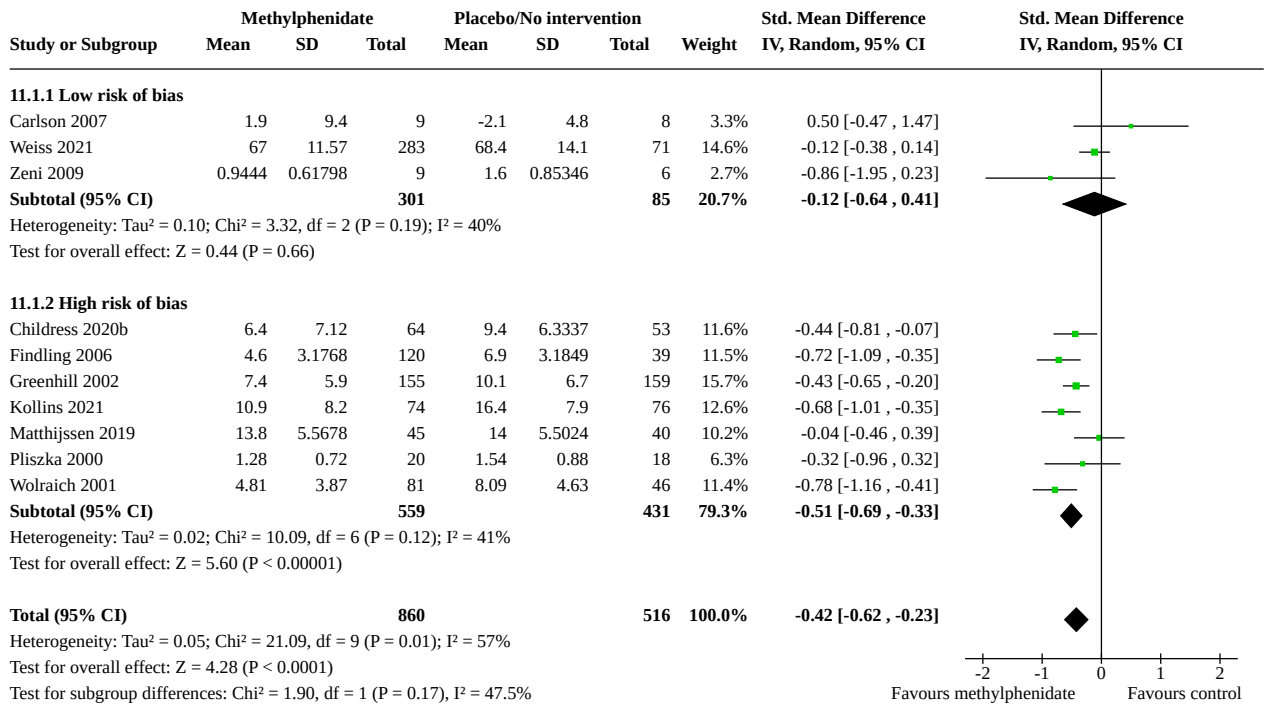 Methylphenidate Placebo/No intervention Std. Mean Difference Std. Mean Difference
Study or Subgroup Mean SD Total Mean SD Total Weight IV, Random, 95% CI IV, Random, 95% CI
11.1.1 Low risk of bias
Carlson 2007 1.9 9.4 9 -2.1 4.8 8 3.3% 0.50 [-0.47 , 1.47]
Weiss 2021 67 11.57 283 68.4 14.1 71 14.6% -0.12 [-0.38 , 0.14]
Zeni 2009 0.9444 0.61798 9 1.6 0.85346 6 2.7% -0.86 [-1.95 , 0.23]
Subtotal (95% CI) 301 85 20.7% -0.12 [-0.64 , 0.41]
Heterogeneity: Tau² = 0.10; Chi² = 3.32, df = 2 (P = 0.19); I² = 40%
Test for overall effect: Z = 0.44 (P = 0.66)
11.1.2 High risk of bias
Childress 2020b 6.4 7.12 64 9.4 6.3337 53 11.6% -0.44 [-0.81 , -0.07]
Findling 2006 4.6 3.1768 120 6.9 3.1849 39 11.5% -0.72 [-1.09 , -0.35]
Greenhill 2002 7.4 5.9 155 10.1 6.7 159 15.7% -0.43 [-0.65 , -0.20]
Kollins 2021 10.9 8.2 74 16.4 7.9 76 12.6% -0.68 [-1.01 , -0.35]
Matthijssen 2019 13.8 5.5678 45 14 5.5024 40 10.2% -0.04 [-0.46 , 0.39]
Pliszka 2000 1.28 0.72 20 1.54 0.88 18 6.3% -0.32 [-0.96 , 0.32]
Wolraich 2001 4.81 3.87 81 8.09 4.63 46 11.4% -0.78 [-1.16 , -0.41]
Subtotal (95% CI) 559 431 79.3% -0.51 [-0.69 , -0.33]
Heterogeneity: Tau² = 0.02; Chi² = 10.09, df = 6 (P = 0.12); I² = 41%
Test for overall effect: Z = 5.60 (P < 0.00001)
Total (95% CI) 860 516 100.0% -0.42 [-0.62 , -0.23]
Heterogeneity: Tau² = 0.05; Chi² = 21.09, df = 9 (P = 0.01); I² = 57%
Test for overall effect: Z = 4.28 (P < 0.0001)
Test for subgroup differences: Chi² = 1.90, df = 1 (P = 0.17), I² = 47.5%
-2 -1 0 1 2
Favours methylphenidate Favours control